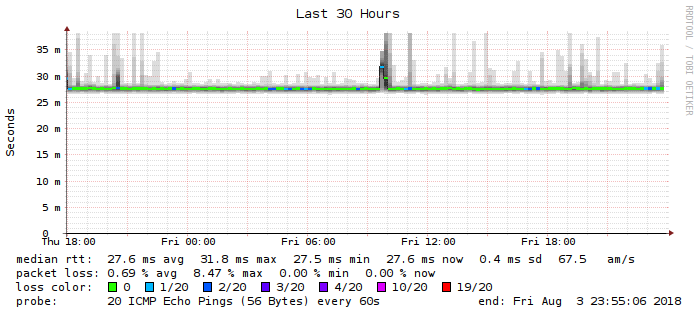 Last 30 Hours
RRDTOOL / TOBI OETIKER
Seconds
35 m
30 m
25 m
20 m
15 m
10 m
5 m
0
Thu 18:00 Fri 00:00 Fri 06:00 Fri 12:00 Fri 18:00
median rtt: 27.6 ms avg 31.8 ms max 27.5 ms min 27.6 ms now 0.4 ms sd 67.5 am/s
packet loss: 0.69 % avg 8.47 % max 0.00 % min 0.00 % now
loss color: 0 1/20 2/20 3/20 4/20 10/20 19/20
probe: 20 ICMP Echo Pings (56 Bytes) every 60s end: Fri Aug 3 23:55:06 2018